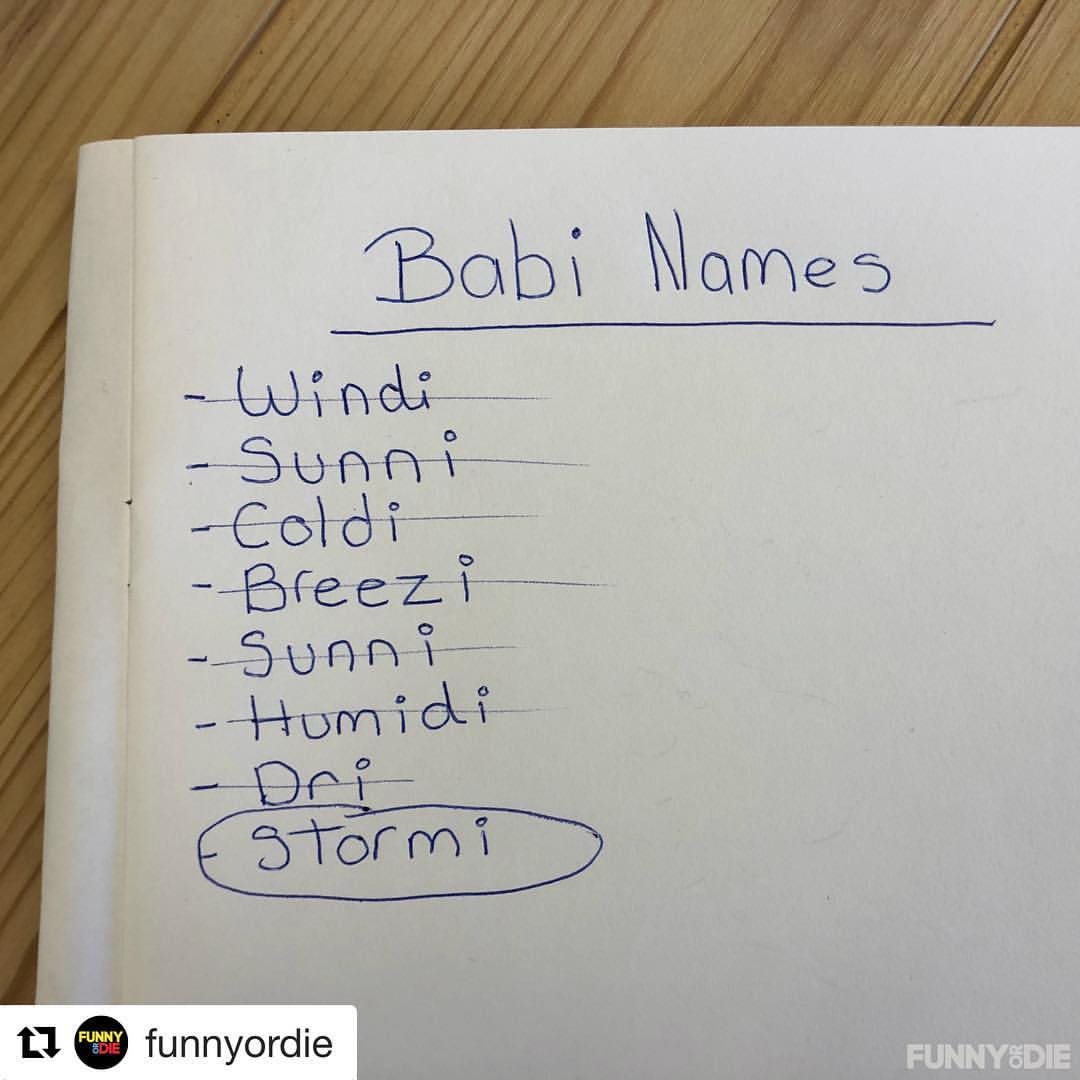 Babi Names
- Windi
- Sunni
- Coldi
- Breezi
- Sunni
- Humidi
- Dri
- Stormi
FUNNY OR DIE funnyordie
FUNNY OR DIE